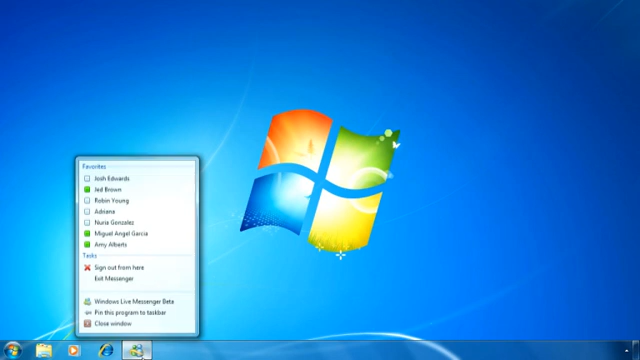 Favorites
Josh Edwards
Jed Brown
Robin Young
Adriana
Nuria Gonzalez
Miguel Angel Garcia
Amy Alberts
Tasks
Sign out from here
Exit Messenger
Windows Live Messenger Beta
Pin this program to taskbar
Close window